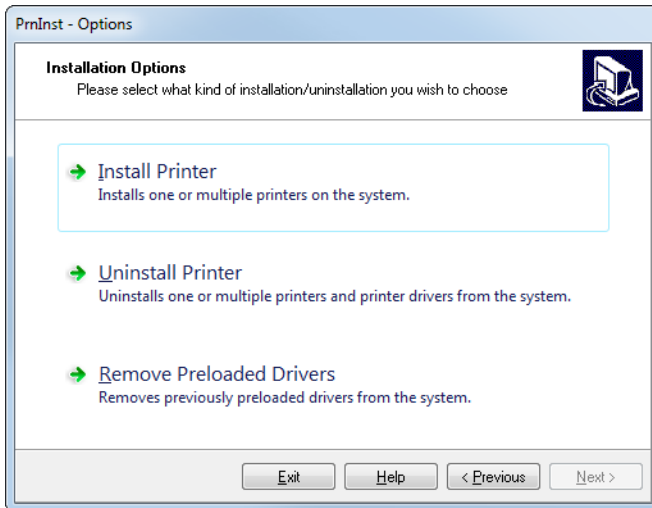 PrnInst - Options
Installation Options
Please select what kind of installation/uninstallation you wish to choose
Install Printer
Installs one or multiple printers on the system.
Uninstall Printer
Uninstalls one or multiple printers and printer drivers from the system.
Remove Preloaded Drivers
Removes previously preloaded drivers from the system.
Exit Help < Previous Next >